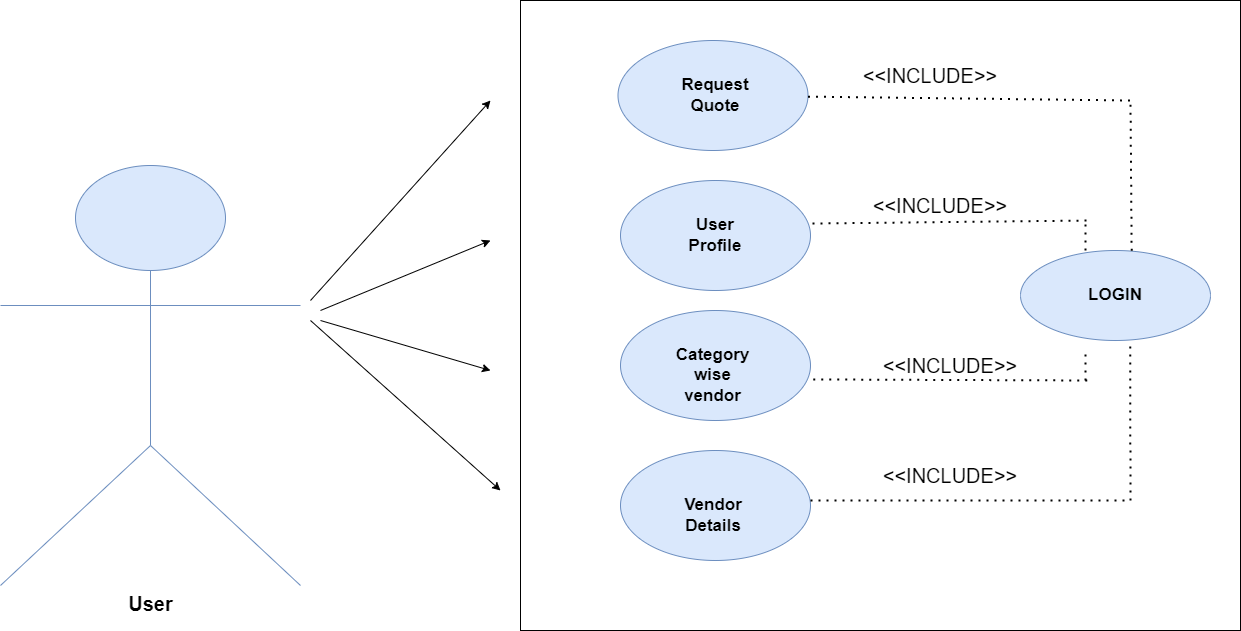 <<INCLUDE>>
Request
Quote
<<INCLUDE>>
User
Profile
LOGIN
Category
wise
vendor
<<INCLUDE>>
<<INCLUDE>>
Vendor
Details
User